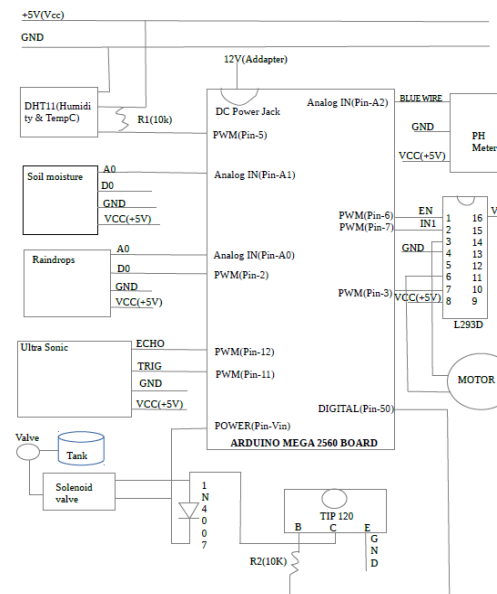 +5V(Vcc)
GND
12V(Addapter)
DC Power Jack
Analog IN(Pin-A2)
BLUE WIRE
DHT11(Humidi
ty & TempC)
R1(10k)
PWM(Pin-5)
GND
PH
Meter
VCC(+5V)
Soil moisture
A0
D0
GND
VCC(+5V)
Analog IN(Pin-A1)
PWM(Pin-6)
EN
PWM(Pin-7)
IN1
GND
PWM(Pin-3)
VCC(+5V)
1 16
2 15
3 14
4 13
5 12
6 11
7 10
8 9
V
L293D
Raindrops
A0
D0
GND
VCC(+5V)
Analog IN(Pin-A0)
PWM(Pin-2)
Ultra Sonic
ECHO
TRIG
GND
VCC(+5V)
PWM(Pin-12)
PWM(Pin-11)
MOTOR
DIGITAL(Pin-50)
POWER(Pin-Vin)
ARDUINO MEGA 2560 BOARD
Valve
Tank
Solenoid
valve
1
N
4
0
0
7
TIP 120
B C E
G
N
D
R2(10K)